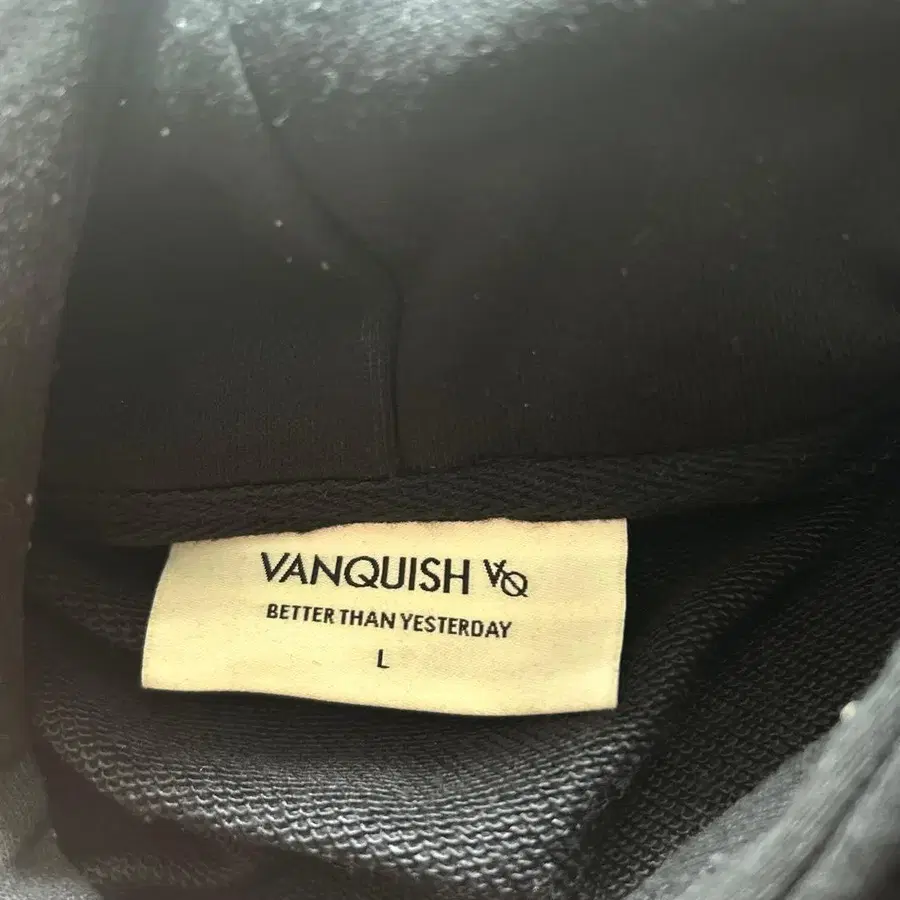 VANQUISH VQ
BETTER THAN YESTERDAY
L